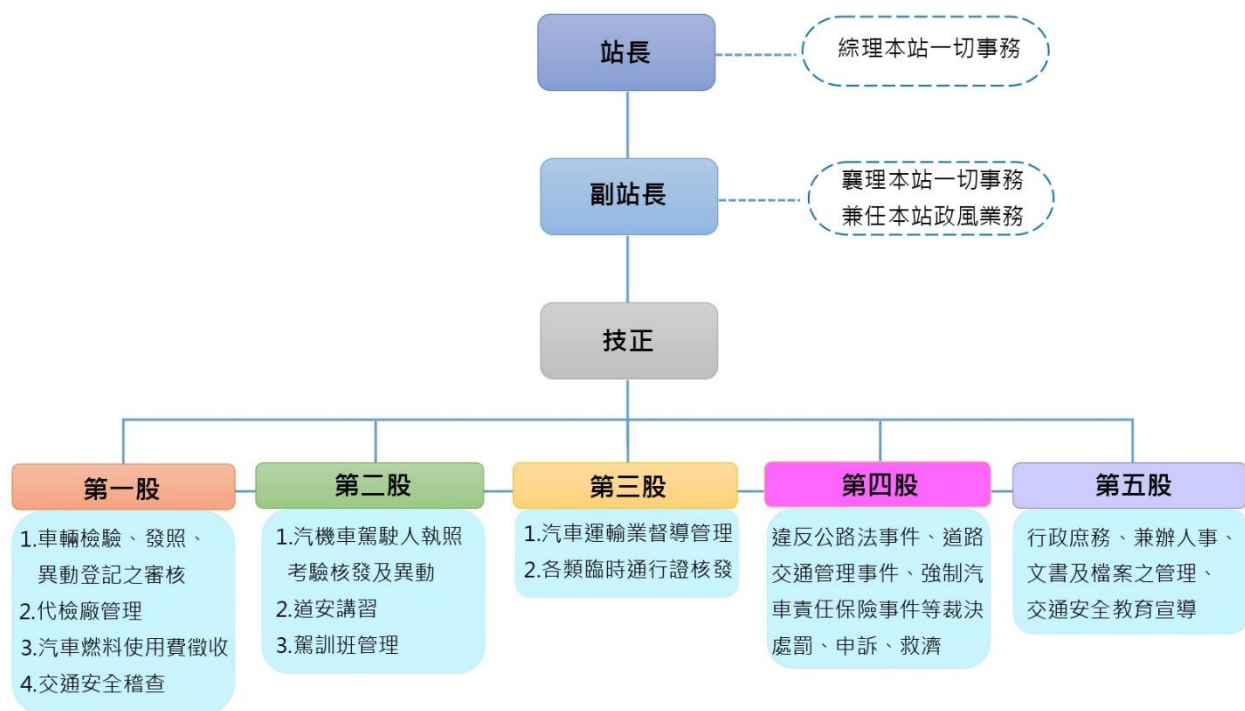 站長
綜理本站一切事務
副站長
襄理本站一切事務
兼任本站政風業務
技正
第一股
1.車輛檢驗、發照、
異動登記之審核
2.代檢廠管理
3.汽車燃料使用費徵收
4.交通安全稽查
第二股
1.汽機車駕駛人執照
考驗核發及異動
2.道安講習
3.駕訓班管理
第三股
1.汽車運輸業督導管理
2.各類臨時通行證核發
第四股
違反公路法事件、道路
交通管理事件、強制汽
車責任保險事件等裁決
處罰、申訴、救濟
第五股
行政庶務、兼辦人事、
文書及檔案之管理、
交通安全教育宣導